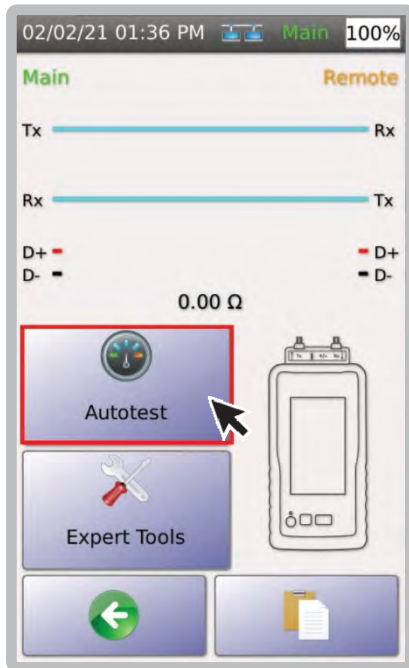 02/02/21 01:36 PM Main 100%
Main Remote
Tx Rx
Rx Tx
D+ D+
D- D-
0.00 Ω
Autotest
Expert Tools